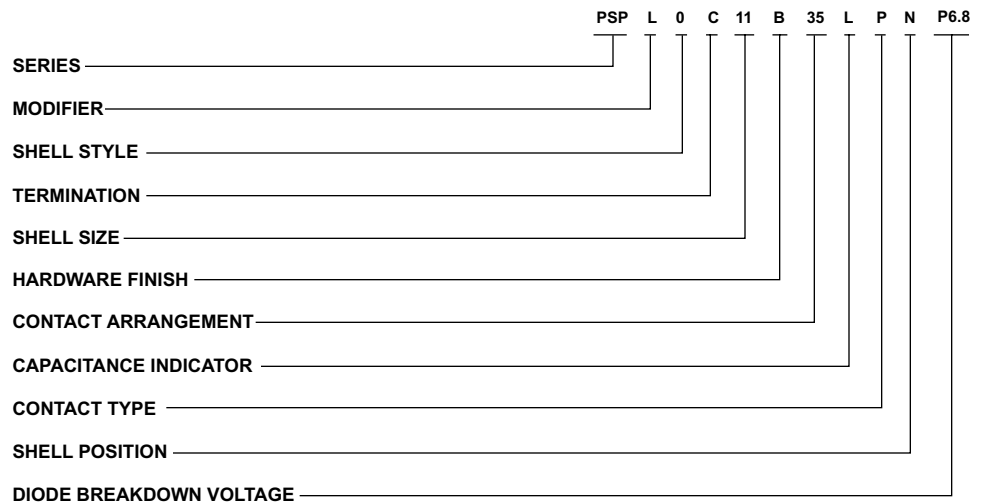 PSP L 0 C 11 B 35 L P N P6.8
SERIES
MODIFIER
SHELL STYLE
TERMINATION
SHELL SIZE
HARDWARE FINISH
CONTACT ARRANGEMENT
CAPACITANCE INDICATOR
CONTACT TYPE
SHELL POSITION
DIODE BREAKDOWN VOLTAGE